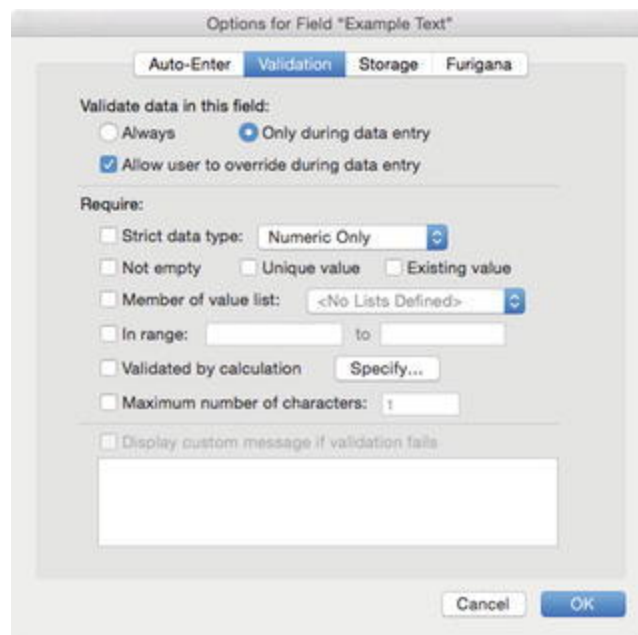 Options for Field "Example Text"
Auto-Enter Validation Storage Furigana
Validate data in this field:
Always Only during data entry
Allow user to override during data entry
Require:
Strict data type: Numeric Only
Not empty Unique value Existing value
Member of value list: <No Lists Defined>
In range: to
Validated by calculation Specify...
Maximum number of characters: 1
Display custom message if validation fails
Cancel OK